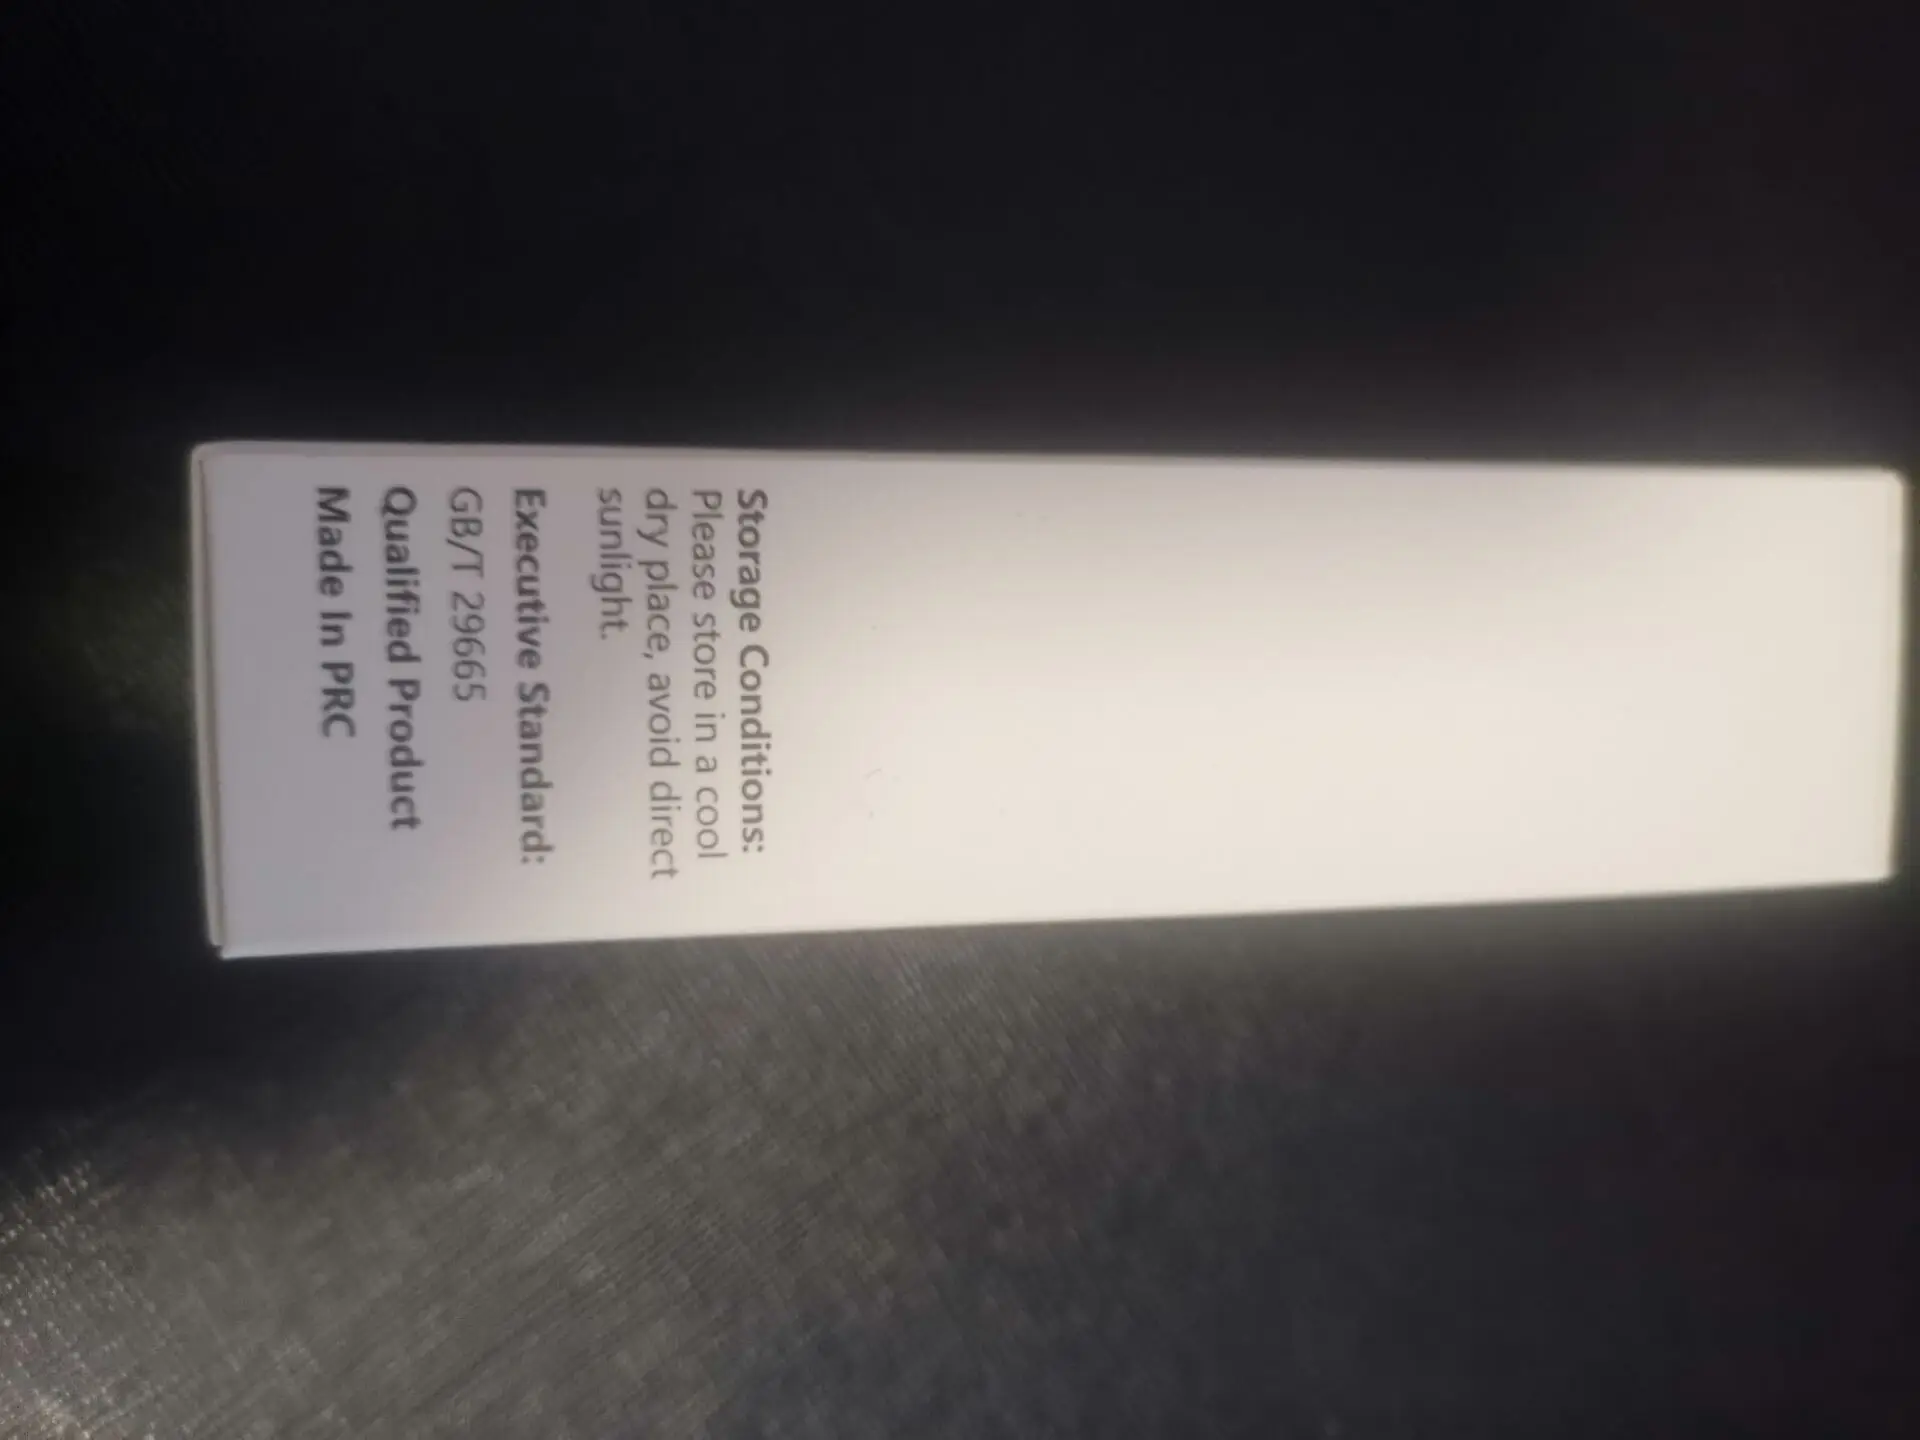 Storage Conditions:
Please store in a cool
dry place, avoid direct
sunlight.
Executive Standard:
GB/T 29665
Qualified Product
Made In PRC